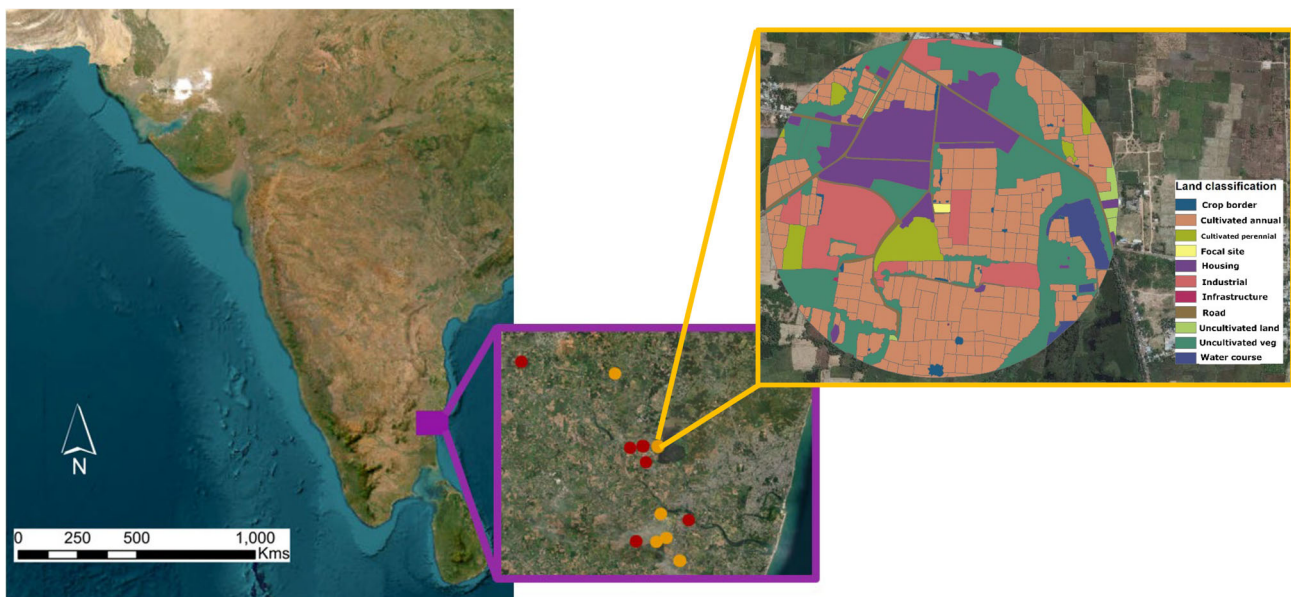 N
0 250 500 1,000
Kms
Land classification
Crop border
Cultivated annual
Cultivated perennial
Focal site
Housing
Industrial
Infrastructure
Road
Uncultivated land
Uncultivated veg
Water course